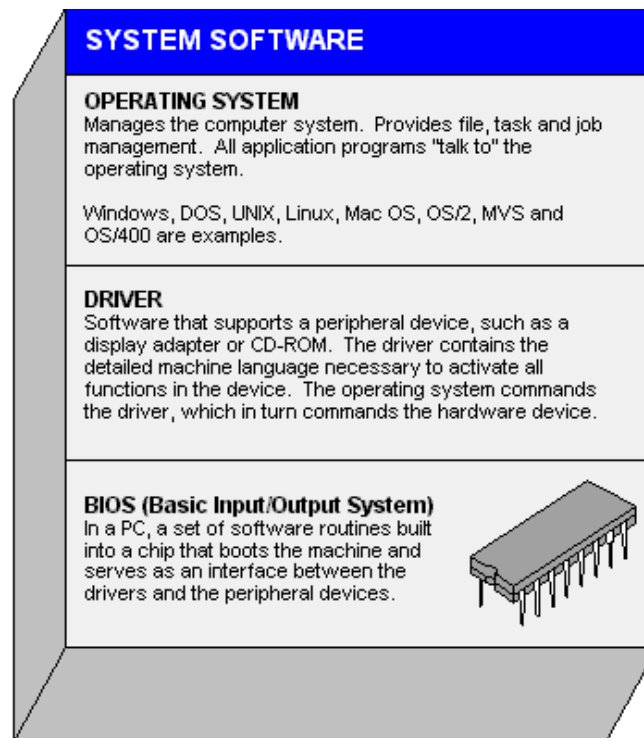 SYSTEM SOFTWARE
OPERATING SYSTEM
Manages the computer system. Provides file, task and job
management. All application programs "talk to" the
operating system.
Windows, DOS, UNIX, Linux, Mac OS, OS/2, MVS and
OS/400 are examples.
DRIVER
Software that supports a peripheral device, such as a
display adapter or CD-ROM. The driver contains the
detailed machine language necessary to activate all
functions in the device. The operating system commands
the driver, which in turn commands the hardware device.
BIOS (Basic Input/Output System)
In a PC, a set of software routines built
into a chip that boots the machine and
serves as an interface between the
drivers and the peripheral devices.